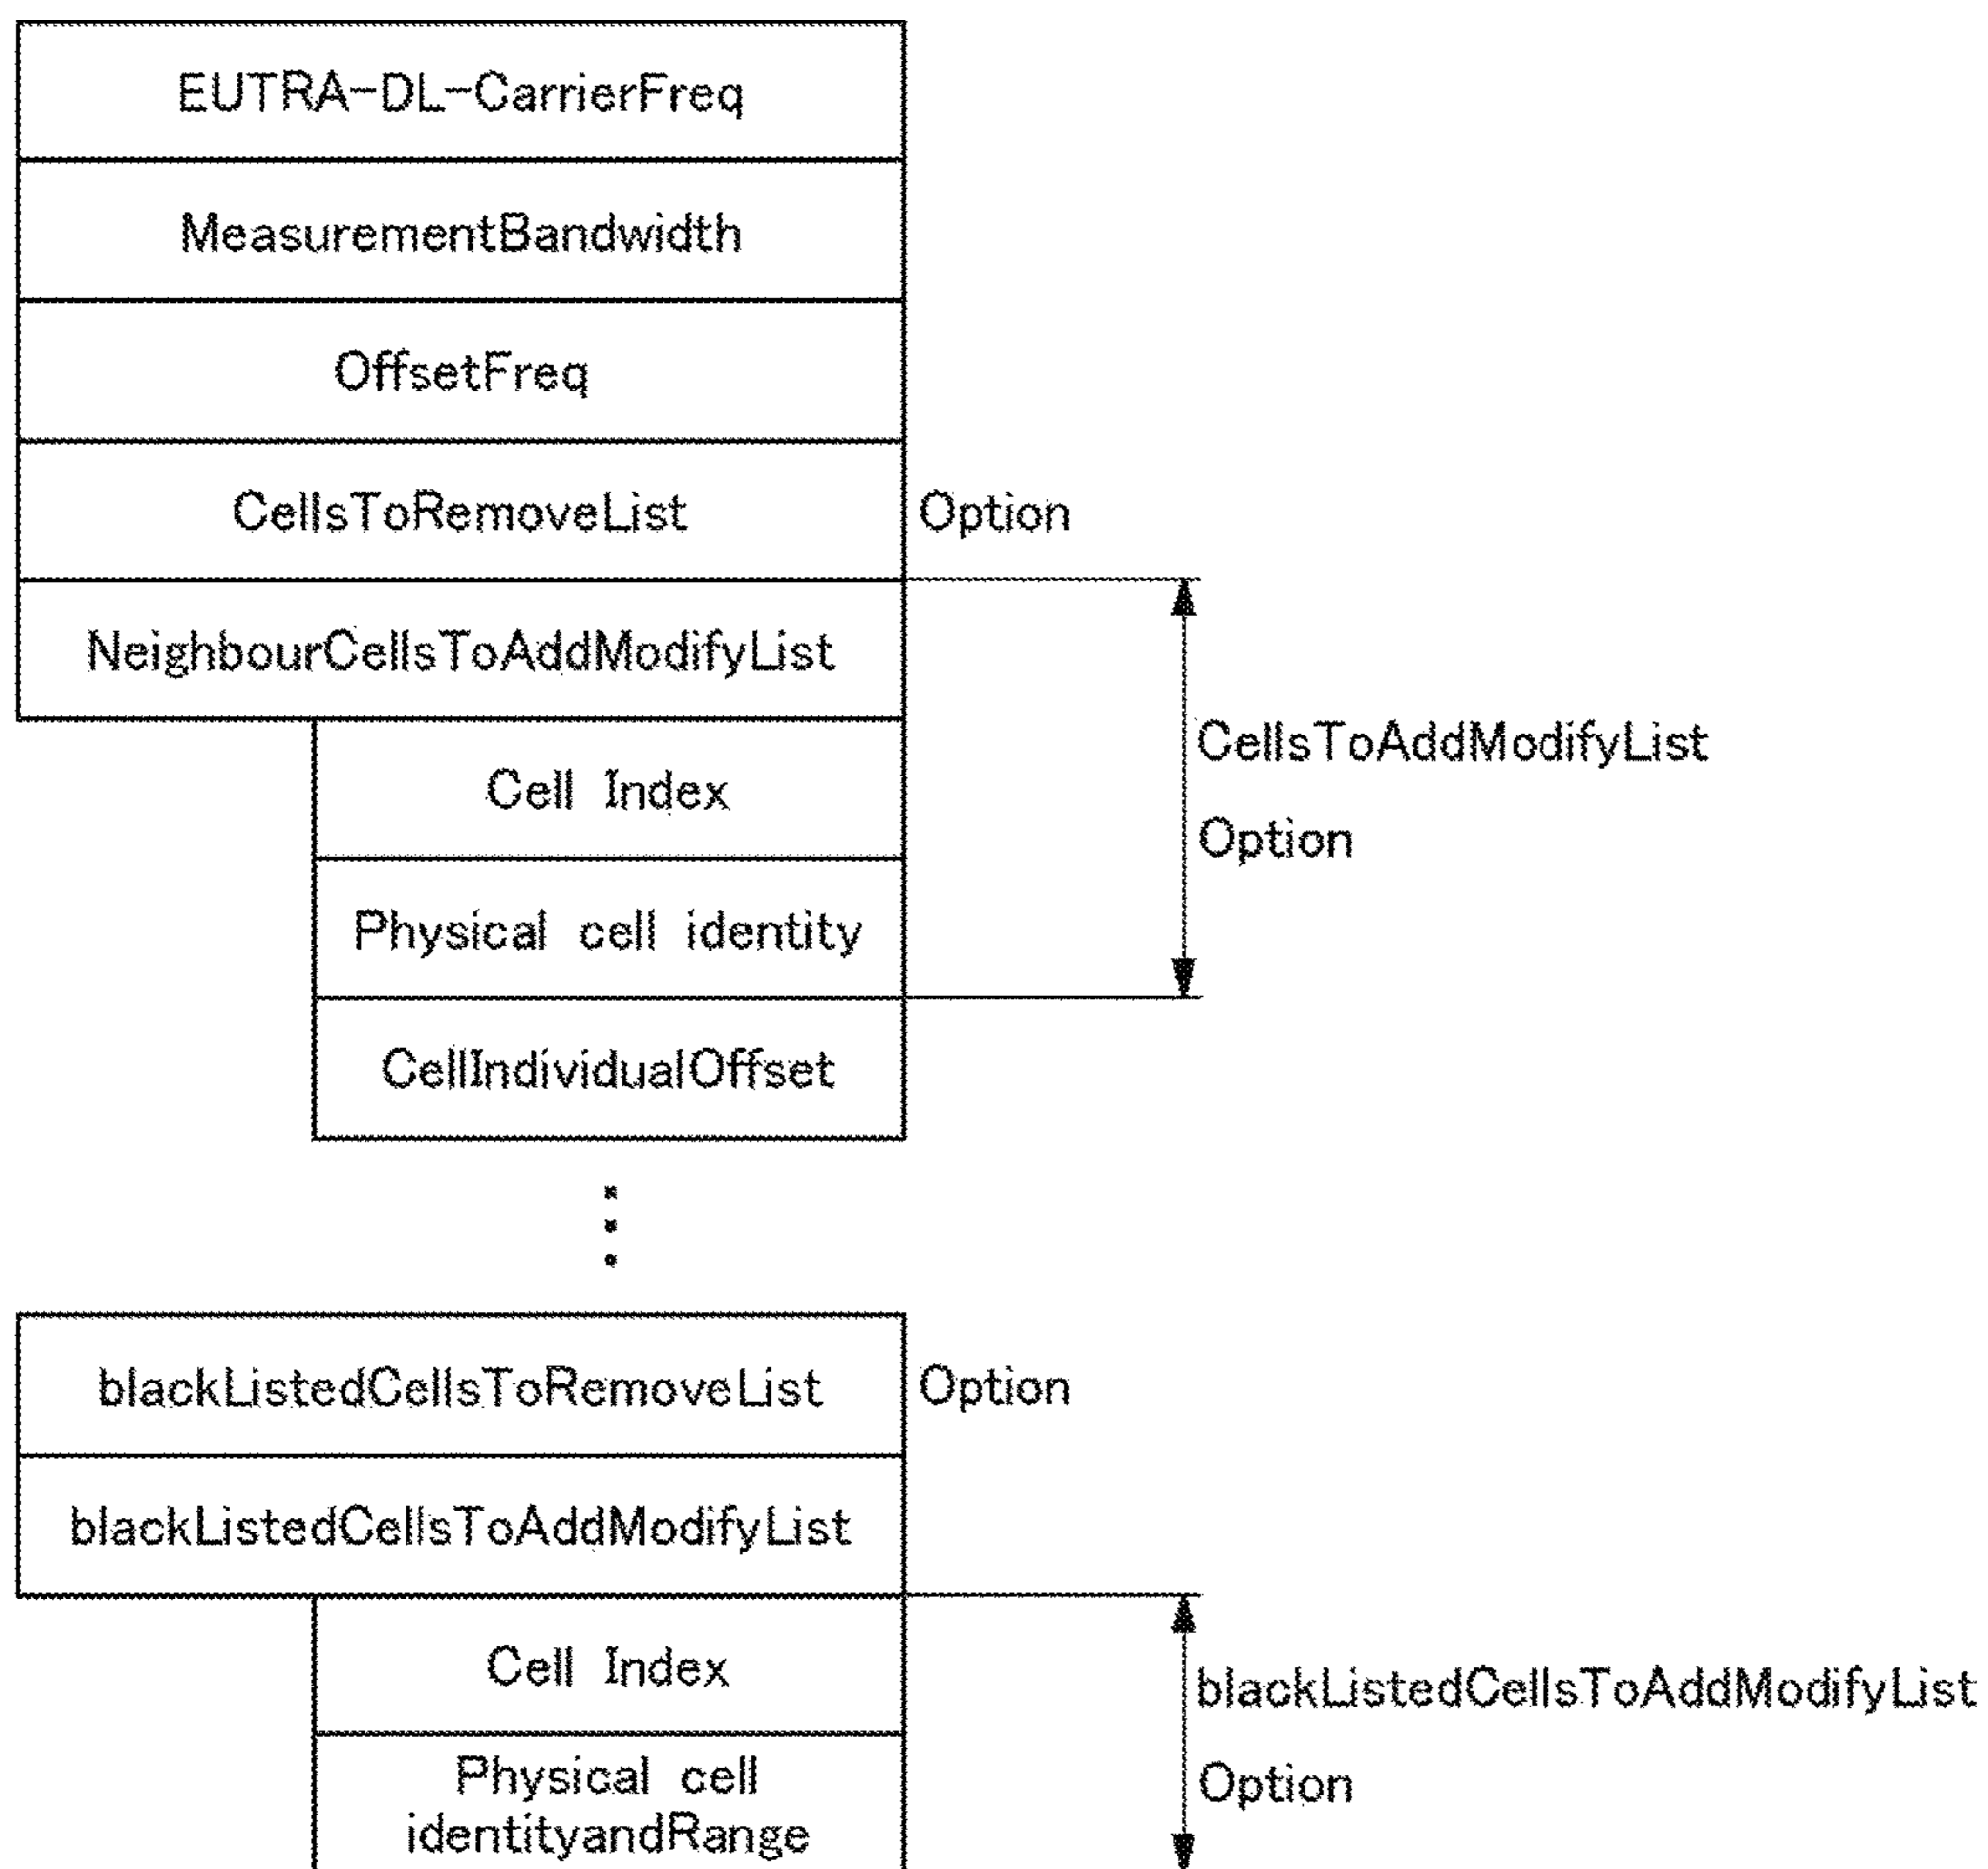 EUTRA-DL-CarrierFreq
MeasurementBandwidth
OffsetFreq
CellsToRemoveList
Option
NeighbourCellsToAddModifyList
CellsToAddModifyList
Option
Cell Index
Physical cell identity
CellIndividualOffset
blackListedCellsToRemoveList
Option
blackListedCellsToAddModifyList
Cell Index
blackListedCellsToAddModifyList
Option
Physical cell
identityandRange